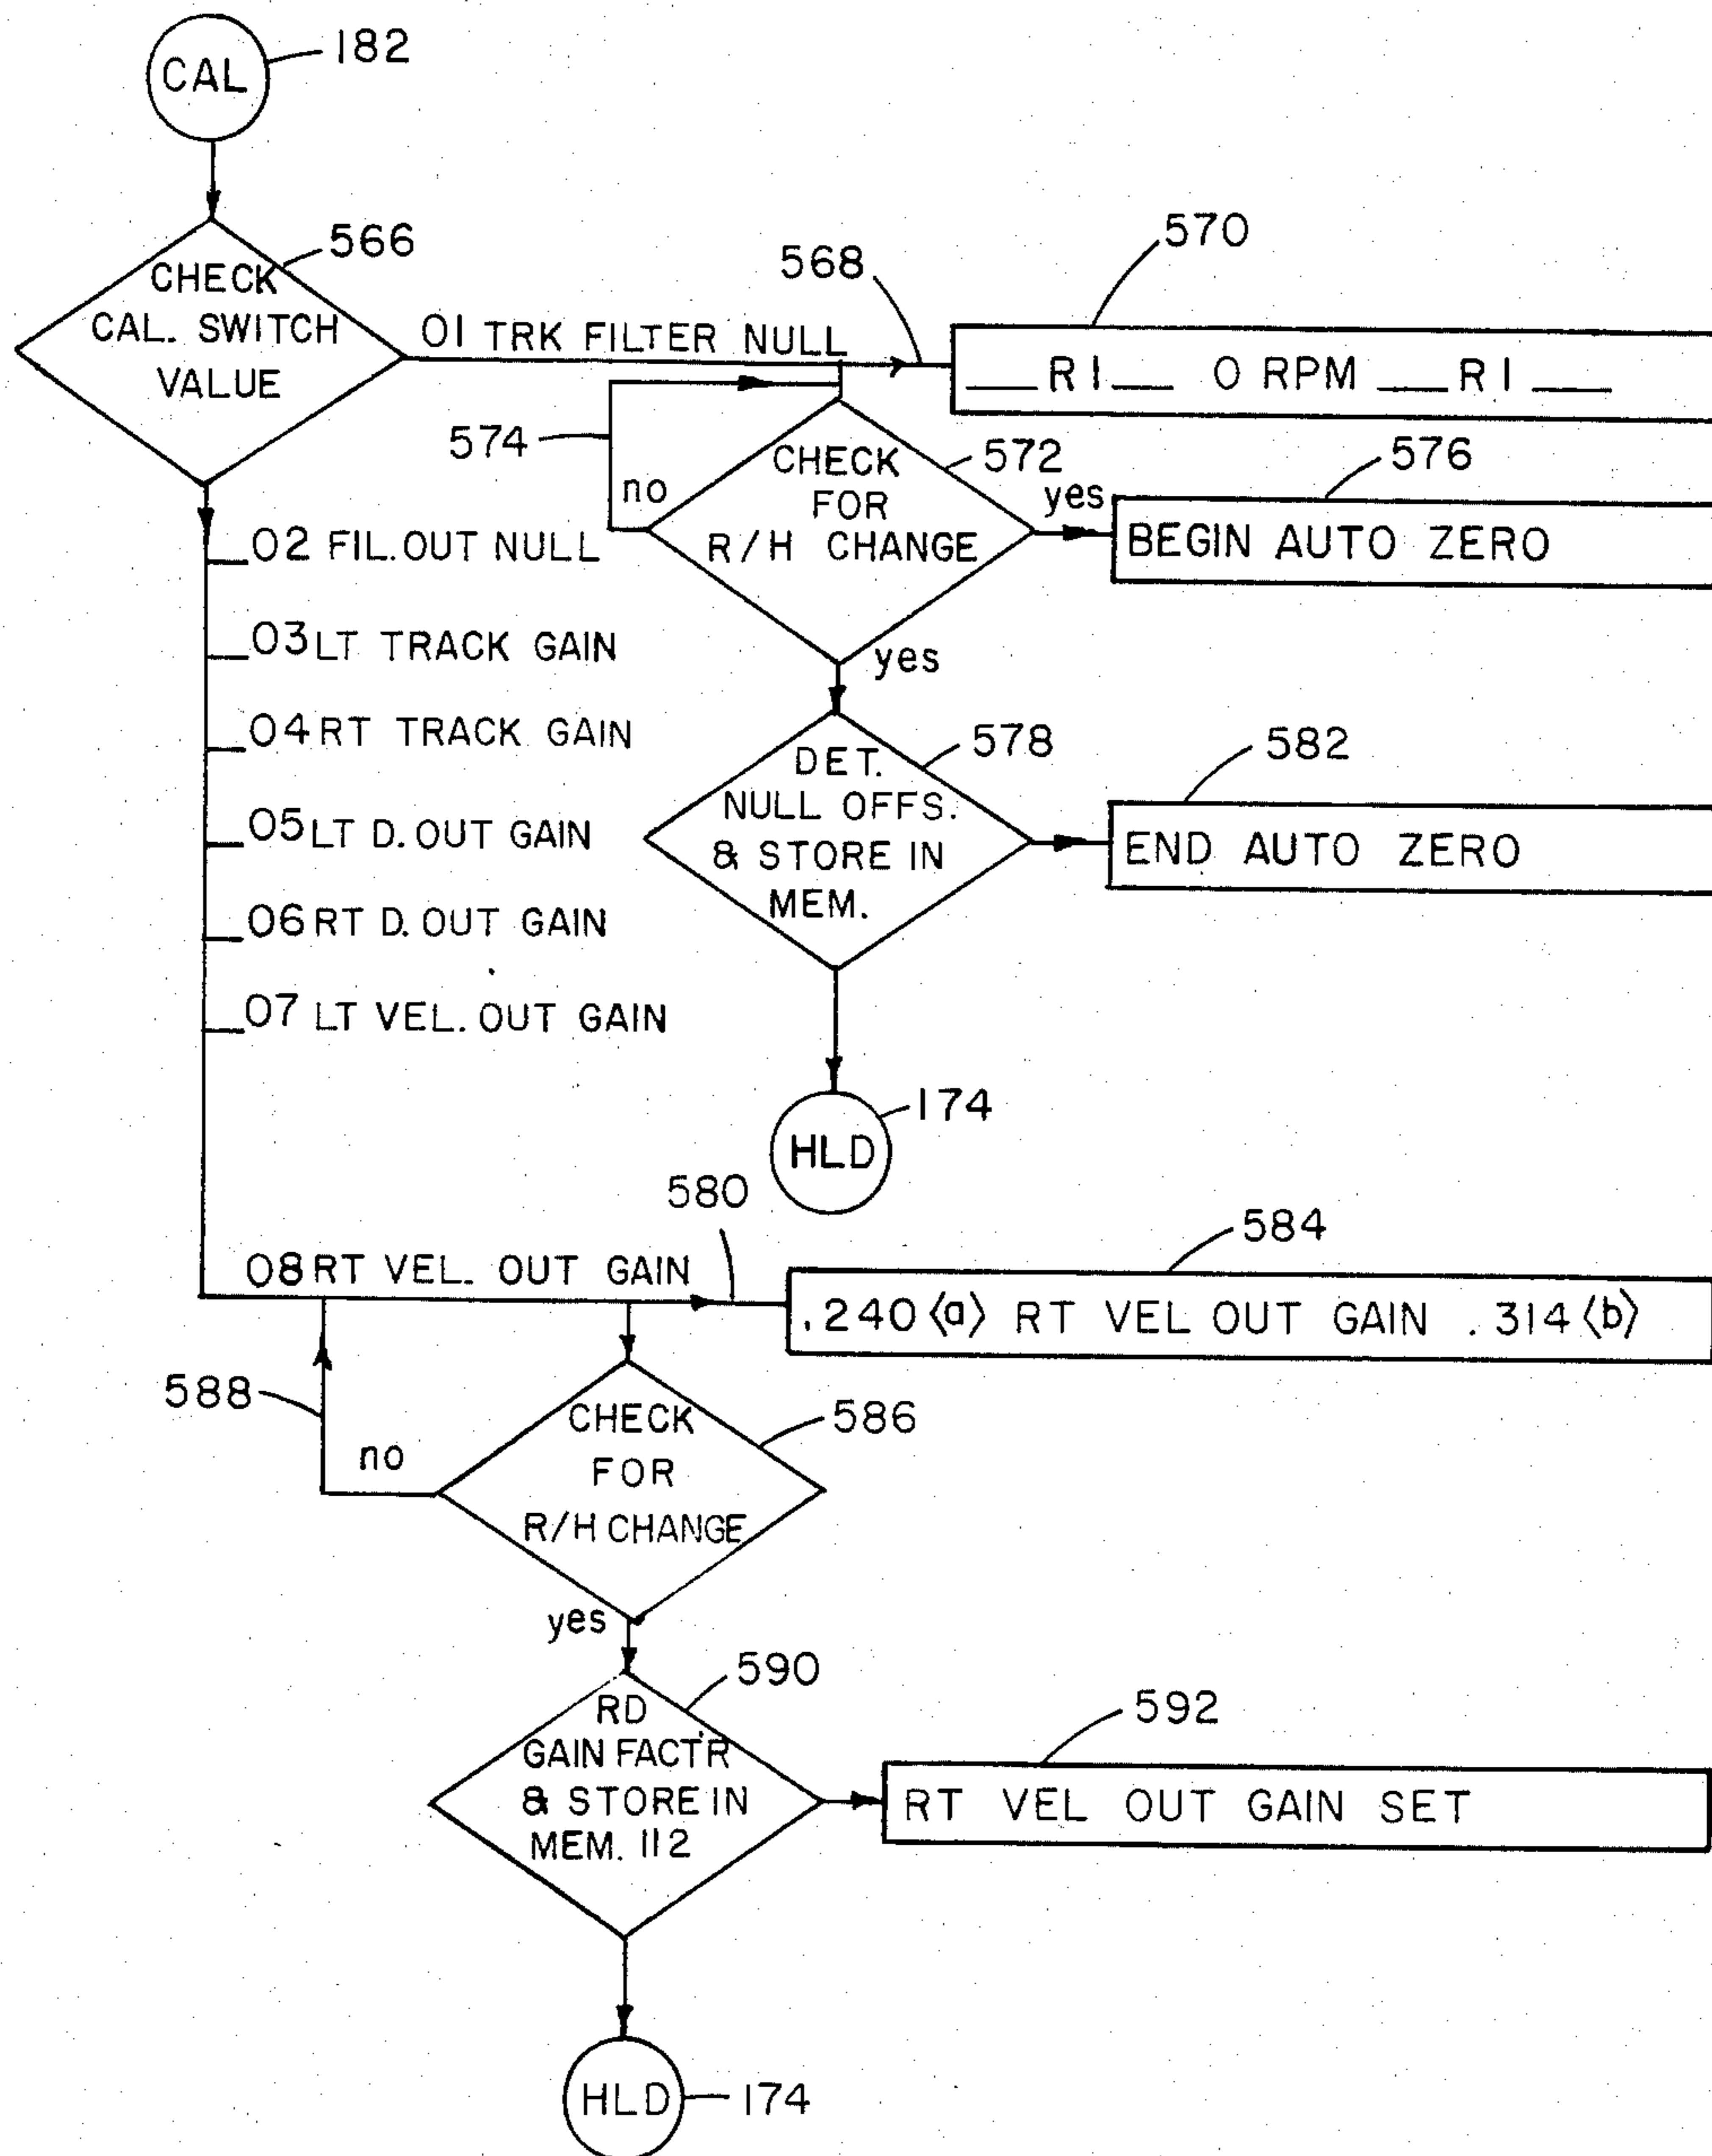 CAL
182
566
CHECK
CAL. SWITCH
VALUE
01 TRK FILTER NULL
568
570
__R1__ 0 RPM __R1__
574
no
CHECK
FOR
R/H CHANGE
572
yes
576
BEGIN AUTO ZERO
02 FIL. OUT NULL
03 LT TRACK GAIN
04 RT TRACK GAIN
05 LT D. OUT GAIN
06 RT D. OUT GAIN
07 LT VEL. OUT GAIN
yes
DET.
NULL OFFS.
& STORE IN
MEM.
578
582
END AUTO ZERO
HLD
174
08 RT VEL. OUT GAIN
580
584
.240 〈a〉 RT VEL OUT GAIN .314 〈b〉
588
no
CHECK
FOR
R/H CHANGE
586
yes
RD
GAIN FACT'R
& STORE IN
MEM. 112
590
592
RT VEL OUT GAIN SET
HLD
174